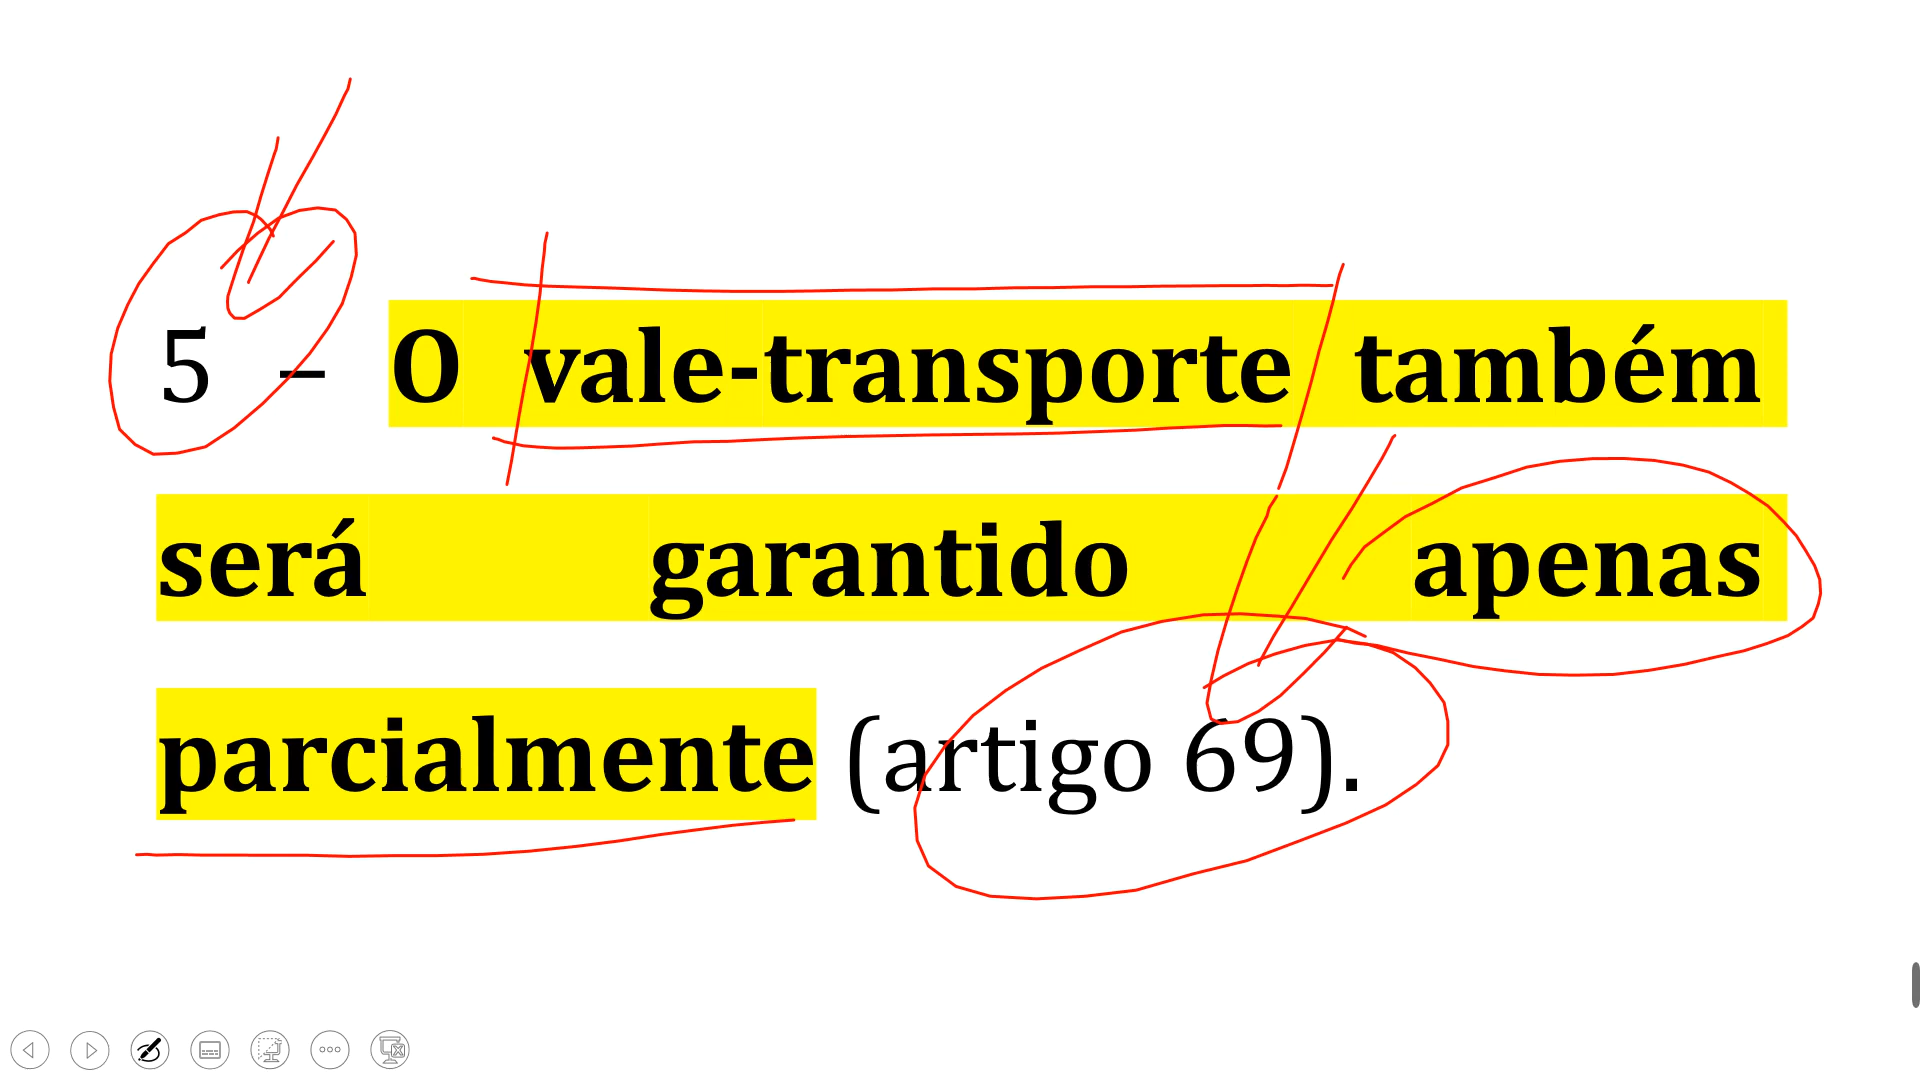 5 – O vale-transporte também
será garantido apenas
parcialmente (artigo 69).